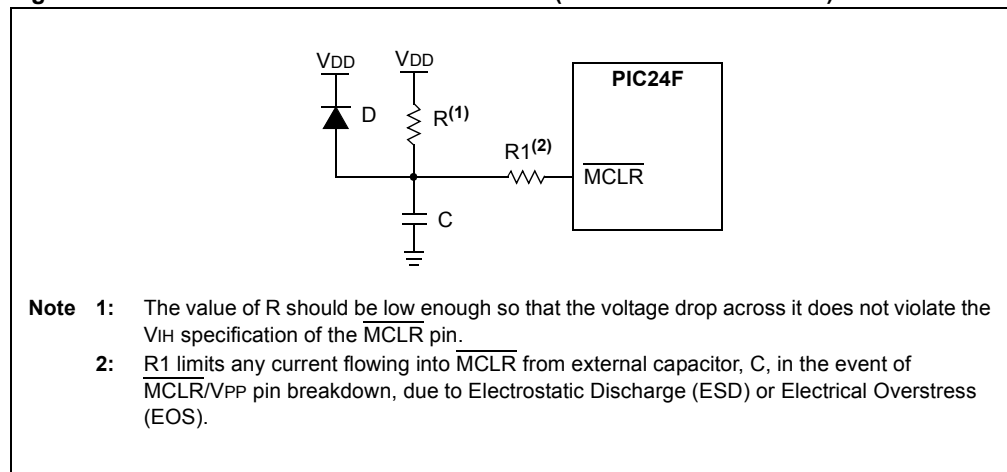 VDD VDD
PIC24F
D R(1)
R1(2)
MCLR
C
Note 1: The value of R should be low enough so that the voltage drop across it does not violate the
VIH specification of the MCLR pin.
2: R1 limits any current flowing into MCLR from external capacitor, C, in the event of
MCLR/VPP pin breakdown, due to Electrostatic Discharge (ESD) or Electrical Overstress
(EOS).